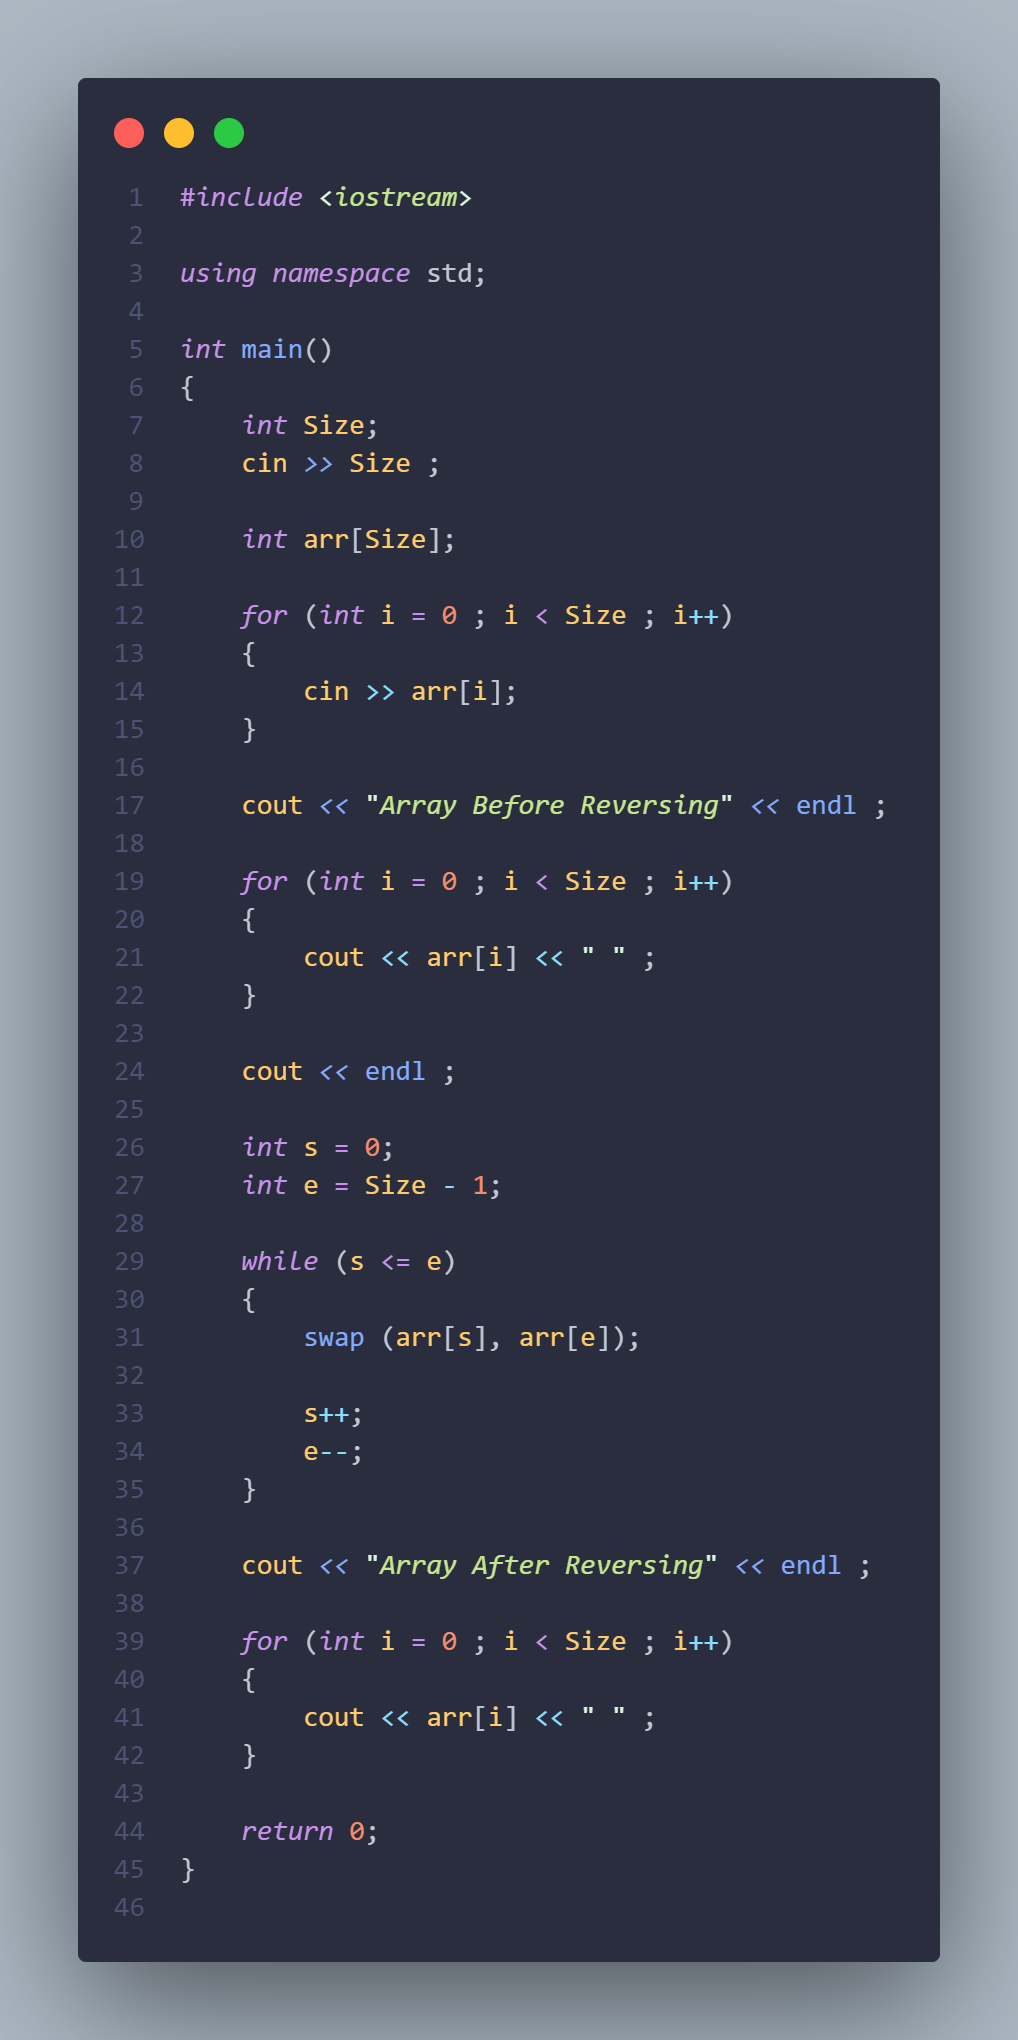 1 #include <iostream>
2
3 using namespace std;
4
5 int main()
6 {
7     int Size;
8     cin >> Size ;
9
10     int arr[Size];
11
12     for (int i = 0 ; i < Size ; i++)
13     {
14         cin >> arr[i];
15     }
16
17     cout << "Array Before Reversing" << endl ;
18
19     for (int i = 0 ; i < Size ; i++)
20     {
21         cout << arr[i] << " " ;
22     }
23
24     cout << endl ;
25
26     int s = 0;
27     int e = Size - 1;
28
29     while (s <= e)
30     {
31         swap (arr[s], arr[e]);
32
33         s++;
34         e--;
35     }
36
37     cout << "Array After Reversing" << endl ;
38
39     for (int i = 0 ; i < Size ; i++)
40     {
41         cout << arr[i] << " " ;
42     }
43
44     return 0;
45 }
46